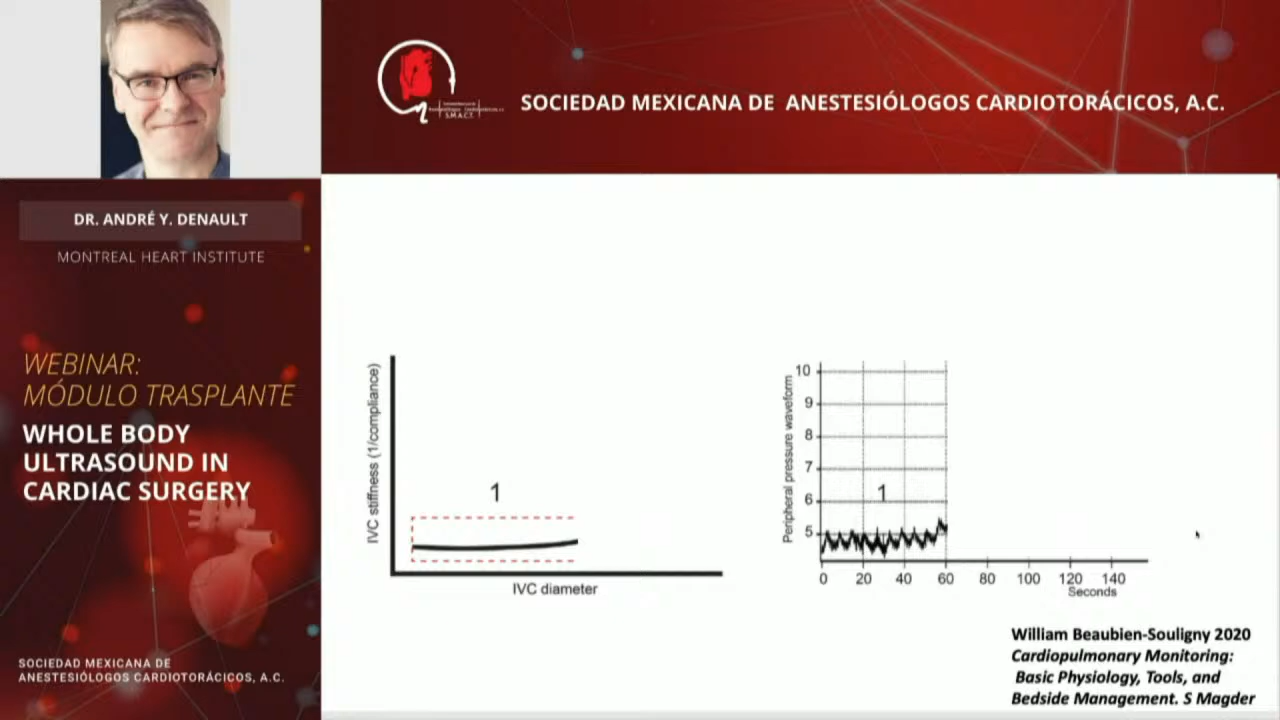 SOCIEDAD MEXICANA DE ANESTESIÓLOGOS CARDIOTORÁCICOS, A.C.
S.M.A.C.T.
DR. ANDRÉ Y. DENAULT
MONTREAL HEART INSTITUTE
WEBINAR:
MÓDULO TRASPLANTE
WHOLE BODY
ULTRASOUND IN
CARDIAC SURGERY
SOCIEDAD MEXICANA DE
ANESTESIÓLOGOS CARDIOTORÁCICOS, A.C.
IVC stiffness (1/compliance)
1
IVC diameter
Peripheral pressure waveform
10
9
8
7
6
5
1
0 20 40 60 80 100 120 140
Seconds
William Beaubien-Souligny 2020
Cardiopulmonary Monitoring:
Basic Physiology, Tools, and
Bedside Management. S Magder